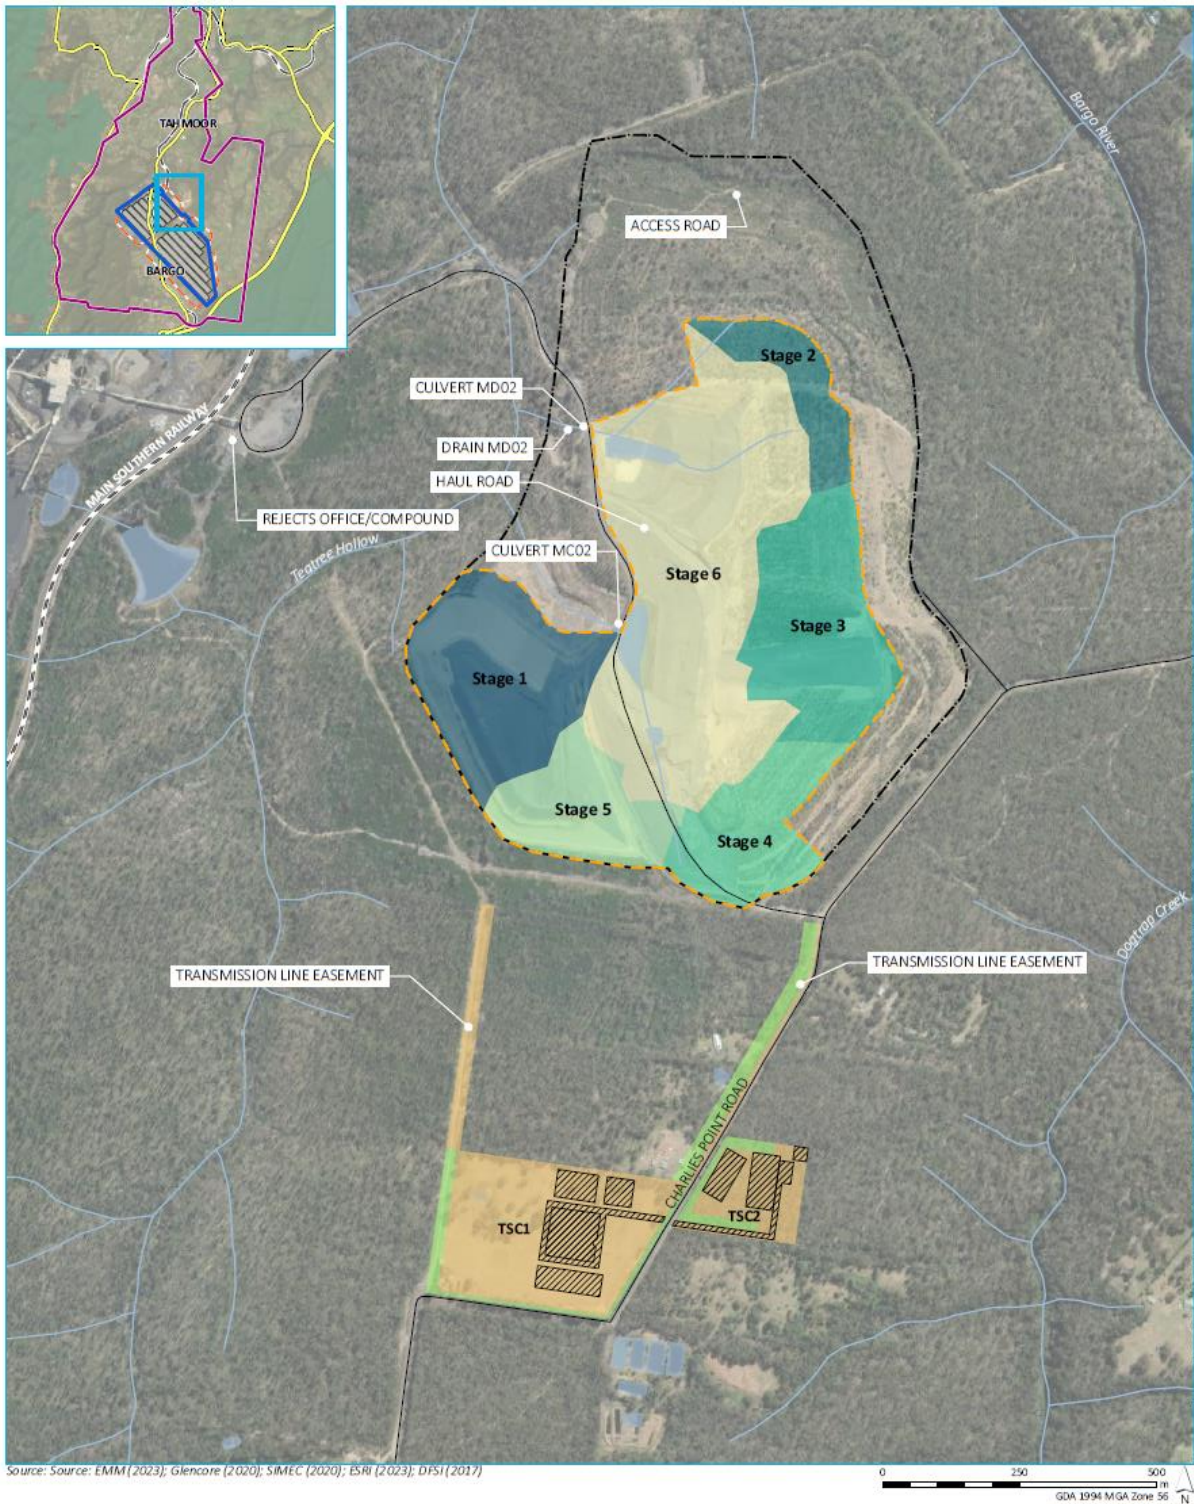 TAHMOOR
BARGO
Bargo River
ACCESS ROAD
Stage 2
CULVERT MD02
DRAIN MD02
HAUL ROAD
MAIN SOUTHERN RAILWAY
REJECTS OFFICE/COMPOUND
Teatree Hollow
CULVERT MC02
Stage 6
Stage 3
Stage 1
Stage 5
Stage 4
Dogtrap Creek
TRANSMISSION LINE EASEMENT
TRANSMISSION LINE EASEMENT
CHARLIES POINT ROAD
TSC1
TSC2
Source: Source: EMM (2023); Glencore (2020); SIMEC (2020); ESRI (2023); DFSI (2017)
0 250 500
m
GDA 1994 MGA Zone 56
N